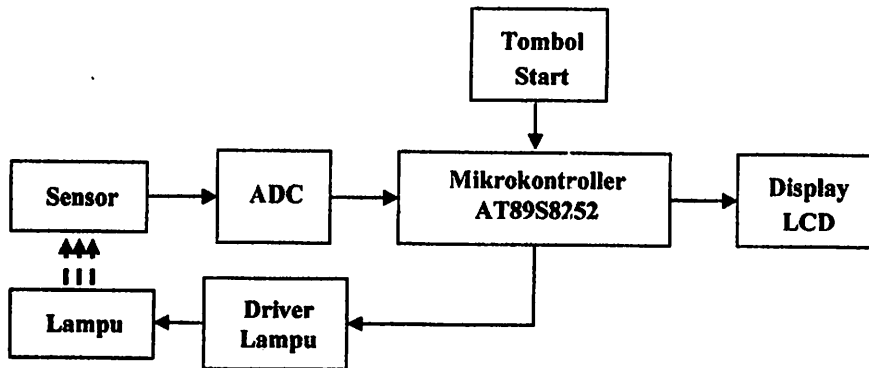 Tombol
Start
Sensor
ADC
Mikrokontroller
AT89S8252
Display
LCD
Lampu
Driver
Lampu